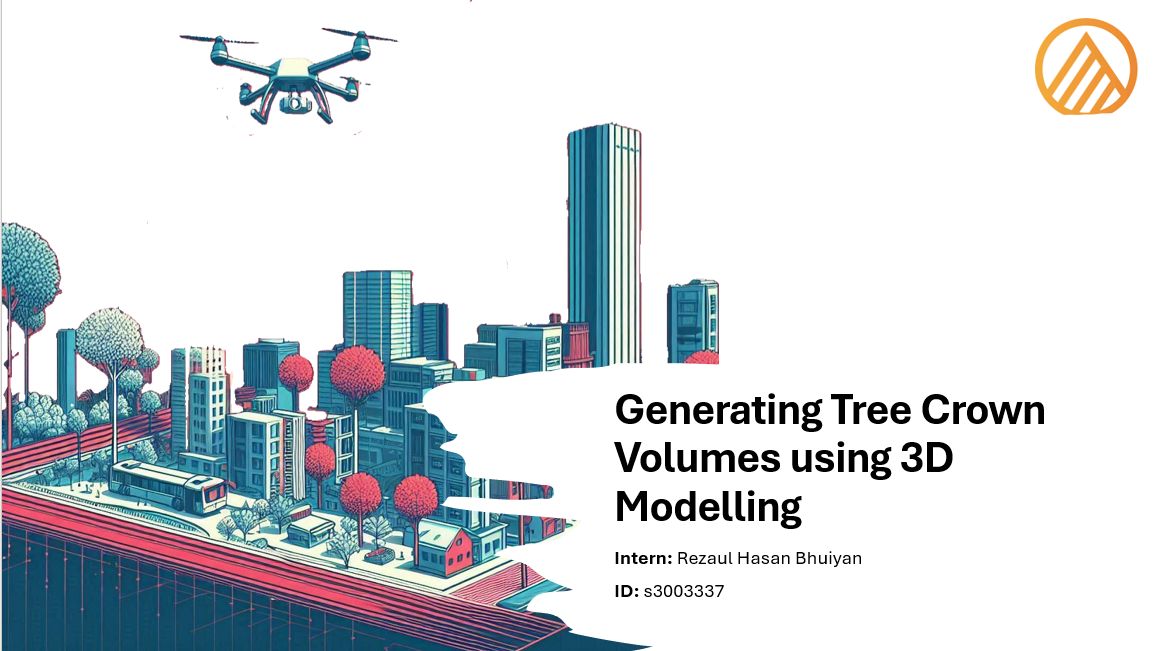 Generating Tree Crown
Volumes using 3D
Modelling
Intern: Rezaul Hasan Bhuiyan
ID: s3003337